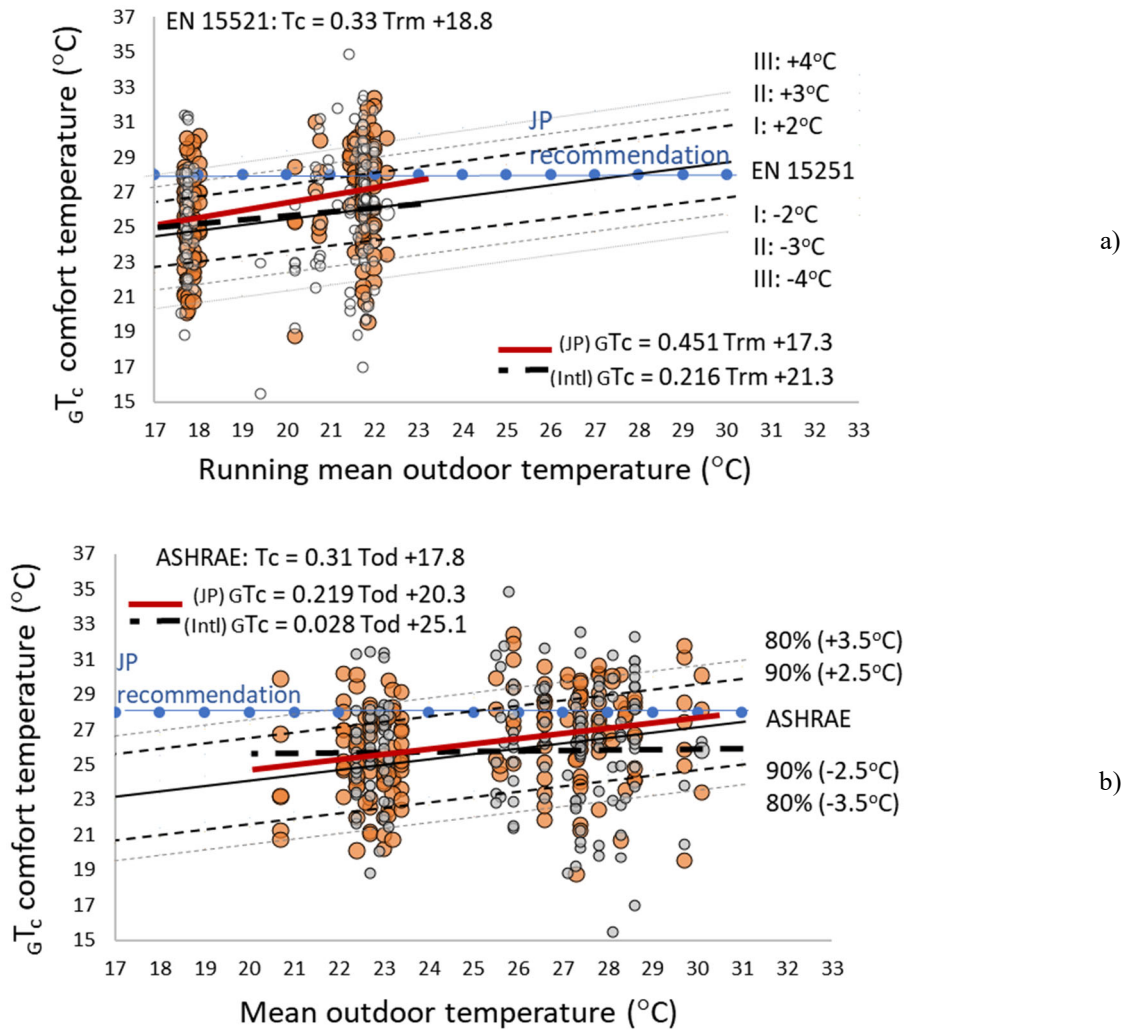 EN 15521: Tc = 0.33 Trm +18.8
GTc comfort temperature (°C)
37
35
33
31
29
27
25
23
21
19
17
15
III: +4°C
II: +3°C
I: +2°C
JP
recommendation
EN 15251
I: -2°C
II: -3°C
III: -4°C
(JP) GTc = 0.451 Trm +17.3
(Intl) GTc = 0.216 Trm +21.3
17 18 19 20 21 22 23 24 25 26 27 28 29 30 31 32 33
Running mean outdoor temperature (°C)
a)
ASHRAE: Tc = 0.31 Tod +17.8
(JP) GTc = 0.219 Tod +20.3
(Intl) GTc = 0.028 Tod +25.1
GTc comfort temperature (°C)
37
35
33
31
29
27
25
23
21
19
17
15
JP
recommendation
80% (+3.5°C)
90% (+2.5°C)
ASHRAE
90% (-2.5°C)
80% (-3.5°C)
17 18 19 20 21 22 23 24 25 26 27 28 29 30 31 32 33
Mean outdoor temperature (°C)
b)